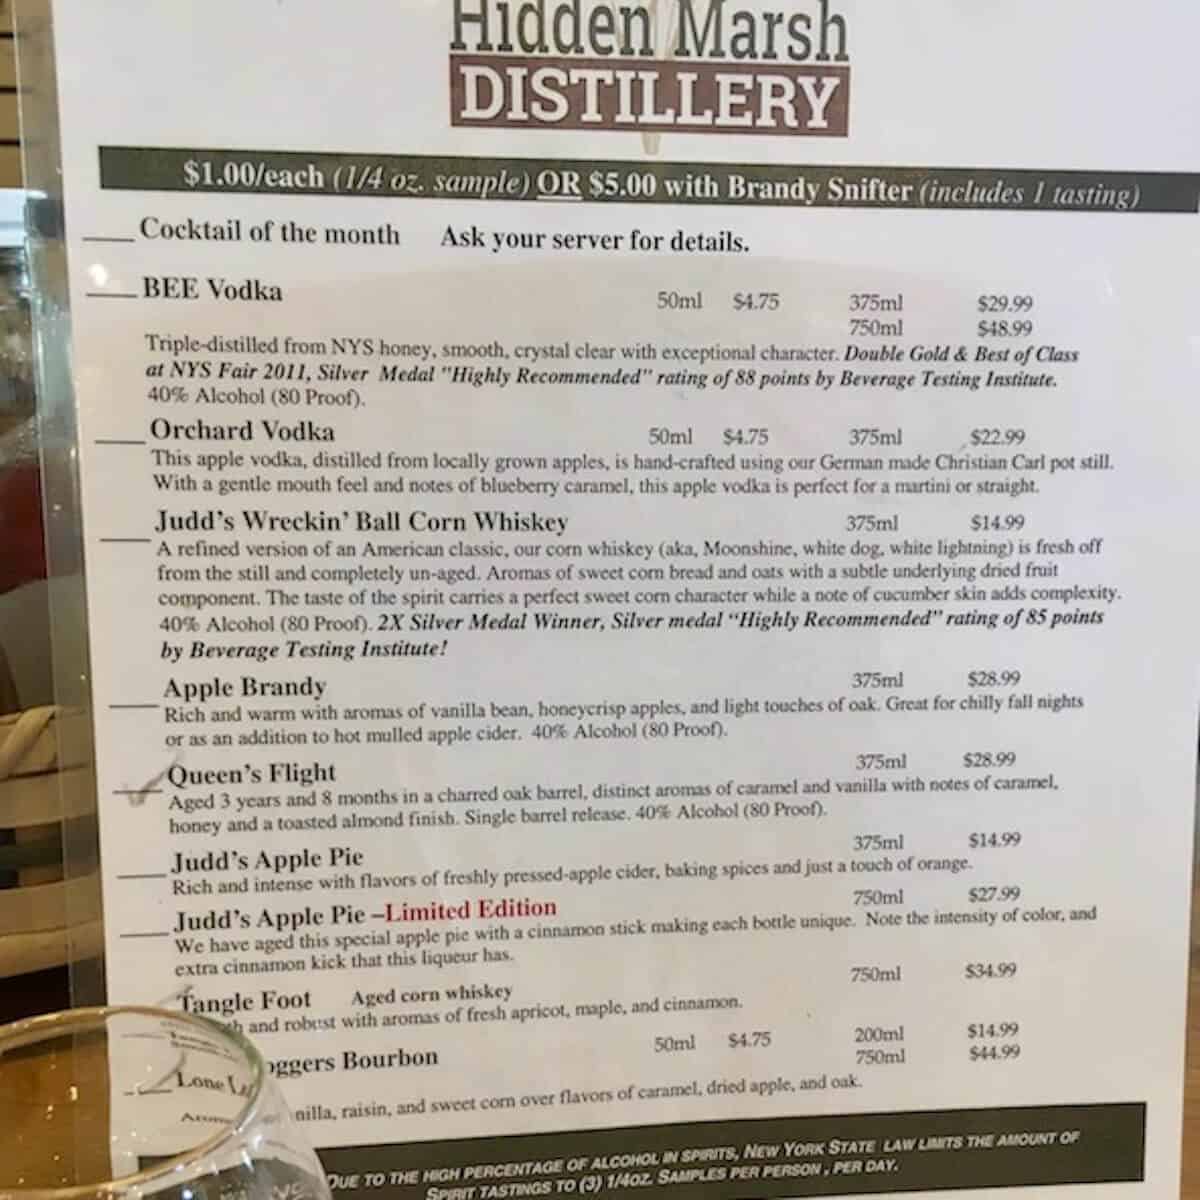 Hidden Marsh
DISTILLERY
$1.00/each (1/4 oz. sample) OR $5.00 with Brandy Snifter (includes 1 tasting)
Cocktail of the month Ask your server for details.
BEE Vodka 50ml $4.75 375ml $29.99
750ml $48.99
Triple-distilled from NYS honey, smooth, crystal clear with exceptional character. Double Gold & Best of Class
at NYS Fair 2011, Silver Medal "Highly Recommended" rating of 88 points by Beverage Testing Institute.
40% Alcohol (80 Proof).
Orchard Vodka 50ml $4.75 375ml $22.99
This apple vodka, distilled from locally grown apples, is hand-crafted using our German made Christian Carl pot still.
With a gentle mouth feel and notes of blueberry caramel, this apple vodka is perfect for a martini or straight.
Judd's Wreckin' Ball Corn Whiskey 375ml $14.99
A refined version of an American classic, our corn whiskey (aka, Moonshine, white dog, white lightning) is fresh off
from the still and completely un-aged. Aromas of sweet corn bread and oats with a subtle underlying dried fruit
component. The taste of the spirit carries a perfect sweet corn character while a note of cucumber skin adds complexity.
40% Alcohol (80 Proof). 2X Silver Medal Winner, Silver medal “Highly Recommended” rating of 85 points
by Beverage Testing Institute!
Apple Brandy 375ml $28.99
Rich and warm with aromas of vanilla bean, honeycrisp apples, and light touches of oak. Great for chilly fall nights
or as an addition to hot mulled apple cider. 40% Alcohol (80 Proof).
Queen's Flight 375ml $28.99
Aged 3 years and 8 months in a charred oak barrel, distinct aromas of caramel and vanilla with notes of caramel,
honey and a toasted almond finish. Single barrel release. 40% Alcohol (80 Proof).
Judd's Apple Pie 375ml $14.99
Rich and intense with flavors of freshly pressed-apple cider, baking spices and just a touch of orange.
Judd's Apple Pie –Limited Edition 750ml $27.99
We have aged this special apple pie with a cinnamon stick making each bottle unique. Note the intensity of color, and
extra cinnamon kick that this liqueur has.
Tangle Foot Aged corn whiskey 750ml $34.99
and robust with aromas of fresh apricot, maple, and cinnamon.
Lone oggers Bourbon 50ml $4.75 200ml $14.99
750ml $44.99
nilla, raisin, and sweet corn over flavors of caramel, dried apple, and oak.
DUE TO THE HIGH PERCENTAGE OF ALCOHOL IN SPIRITS, NEW YORK STATE LAW LIMITS THE AMOUNT OF
SPIRIT TASTINGS TO (3) 1/4OZ. SAMPLES PER PERSON, PER DAY.